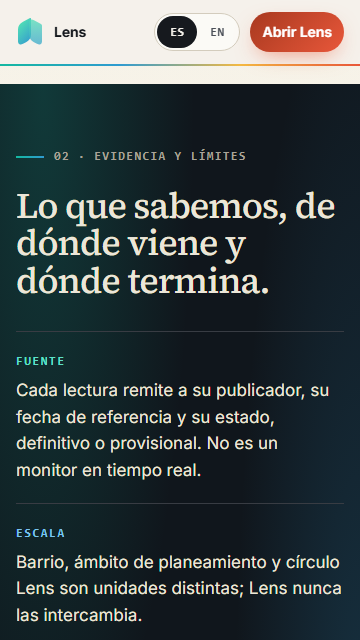 Lens
ES
EN
Abrir Lens
02 · EVIDENCIA Y LÍMITES
Lo que sabemos, de
dónde viene y
dónde termina.
FUENTE
Cada lectura remite a su publicador, su
fecha de referencia y su estado,
definitivo o provisional. No es un
monitor en tiempo real.
ESCALA
Barrio, ámbito de planeamiento y círculo
Lens son unidades distintas; Lens nunca
las intercambia.